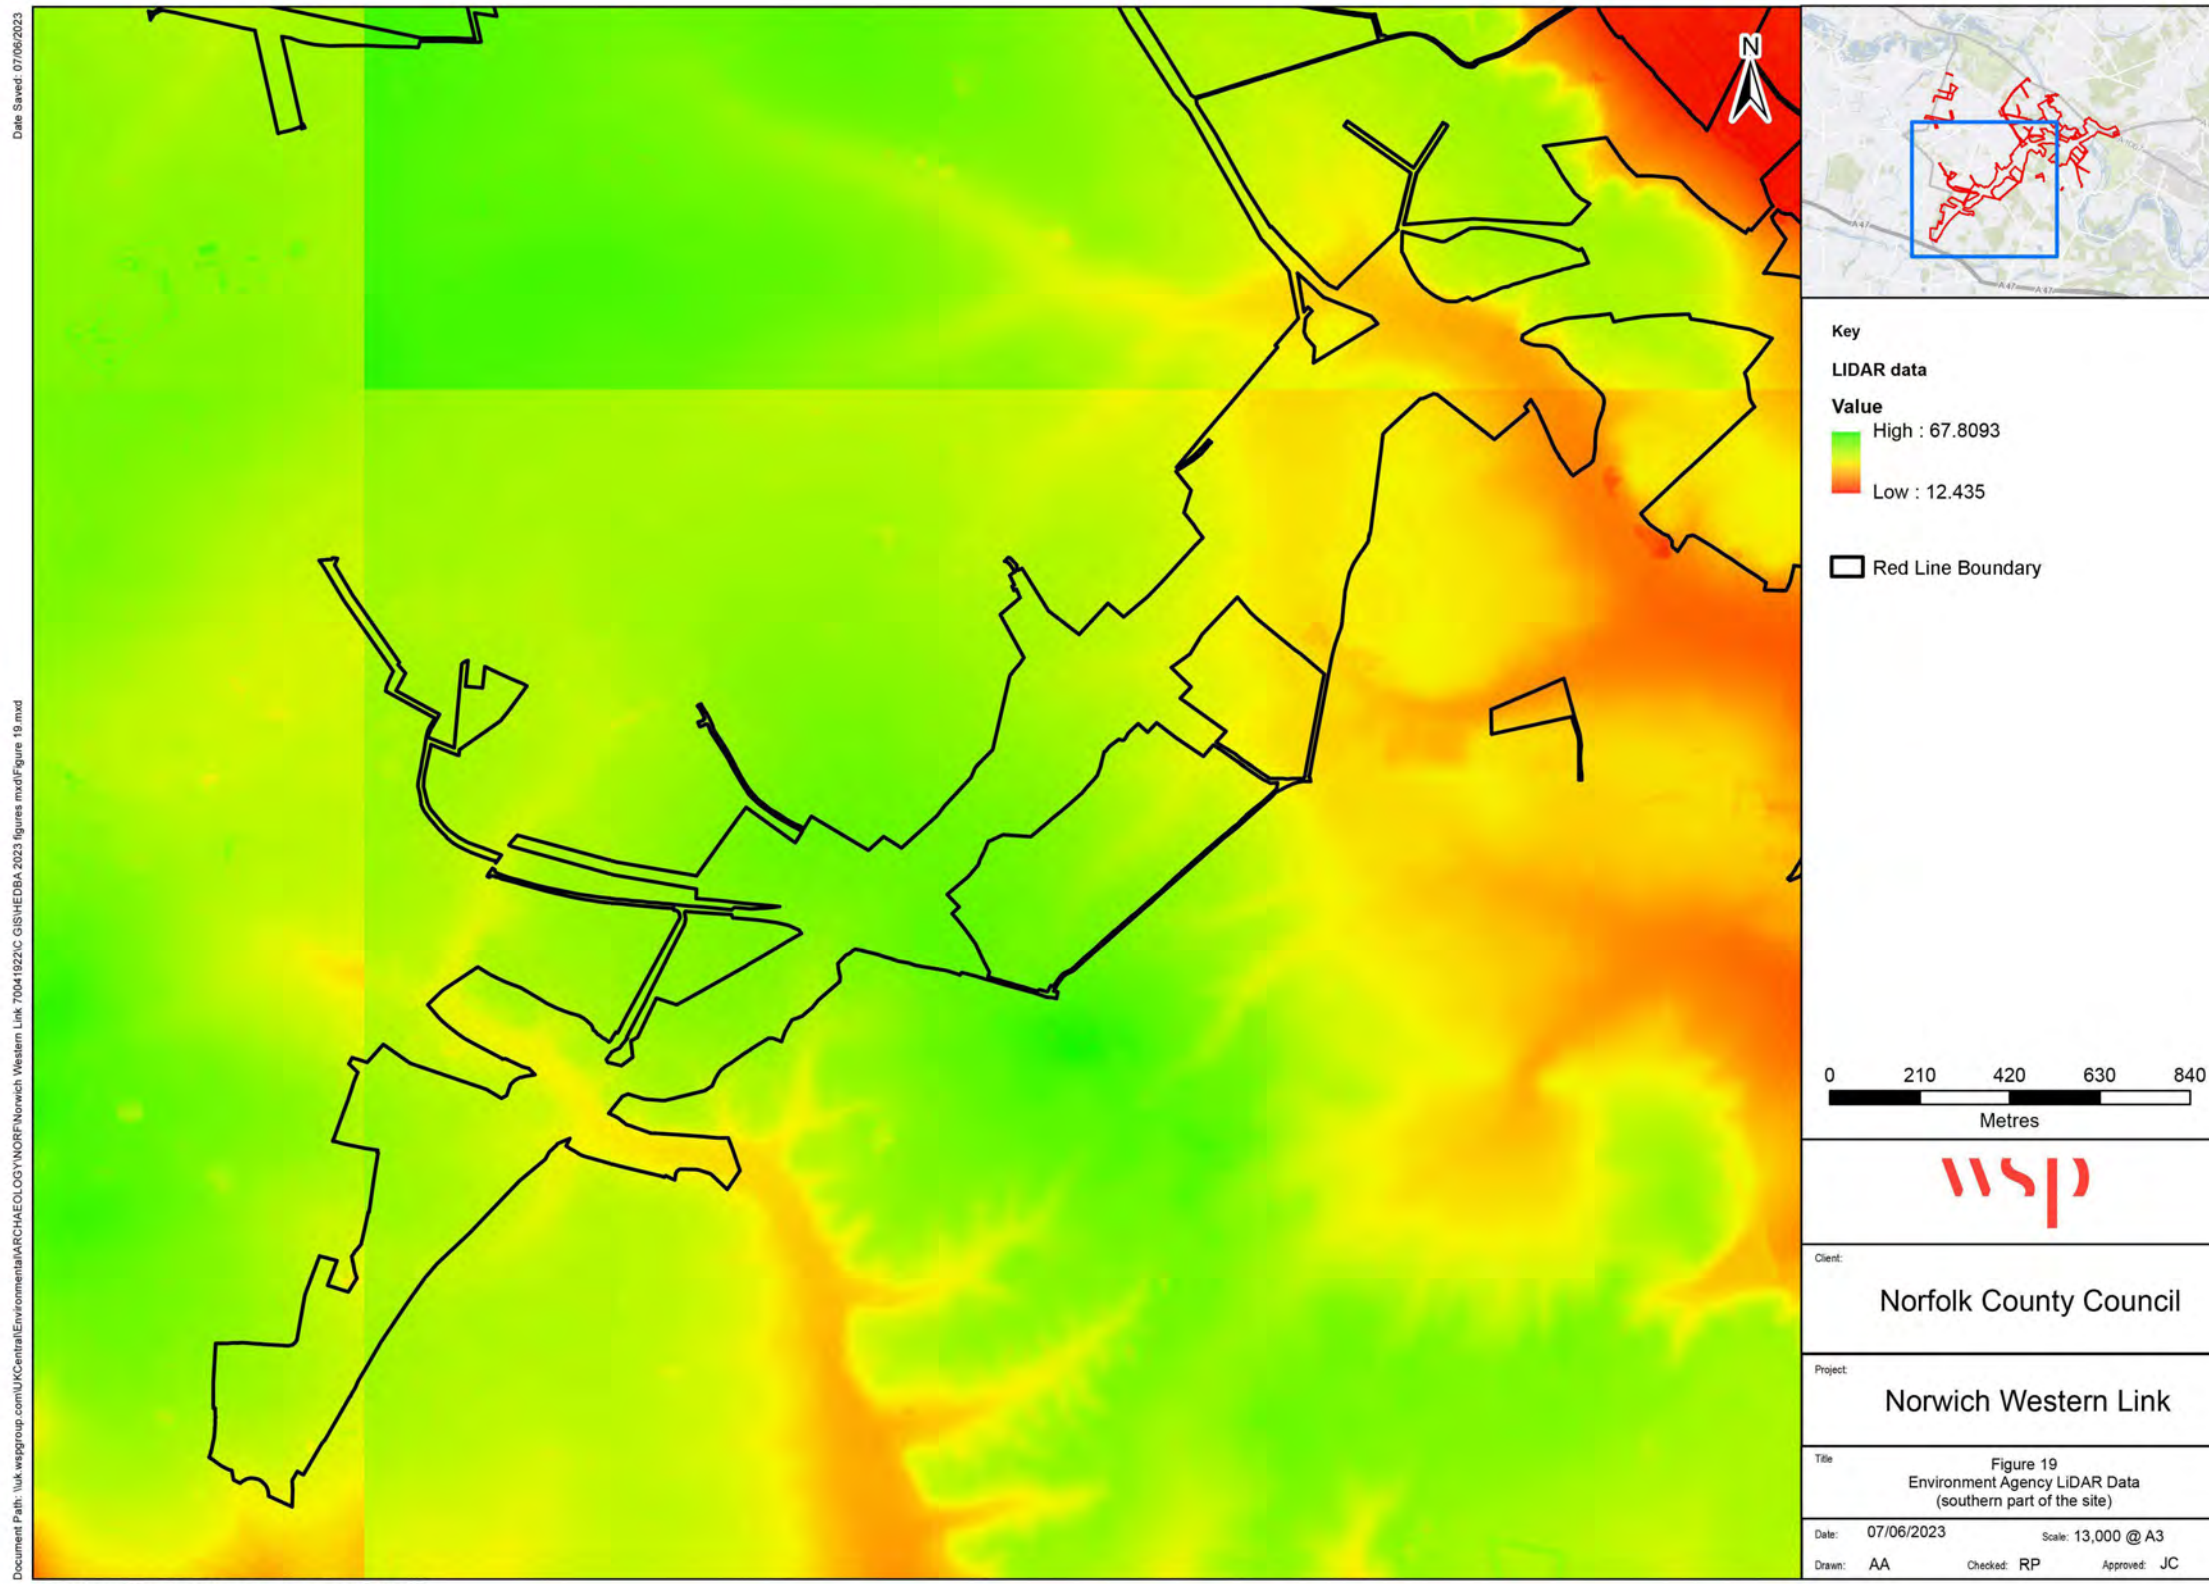 Date Saved: 07/06/2023
Document Path: \\uk.wspgroup.com\UKCentral\Environmental\ARCHAEOLOGY\NORF\Norwich Western Link 70041922\C GIS\HEDBA 2023 figures mxd\Figure 19.mxd
N
A47
A1067
A47
A47
Key
LIDAR data
Value
High : 67.8093
Low : 12.435
Red Line Boundary
0 210 420 630 840
Metres
wsp
Client:
Norfolk County Council
Project:
Norwich Western Link
Title
Figure 19
Environment Agency LiDAR Data
(southern part of the site)
Date: 07/06/2023 Scale: 13,000 @ A3
Drawn: AA Checked: RP Approved: JC